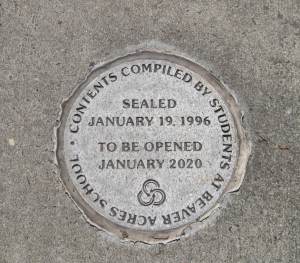 CONTENTS COMPILED BY STUDENTS AT BEAVER ACRES SCHOOL •
SEALED
JANUARY 19, 1996
TO BE OPENED
JANUARY 2020